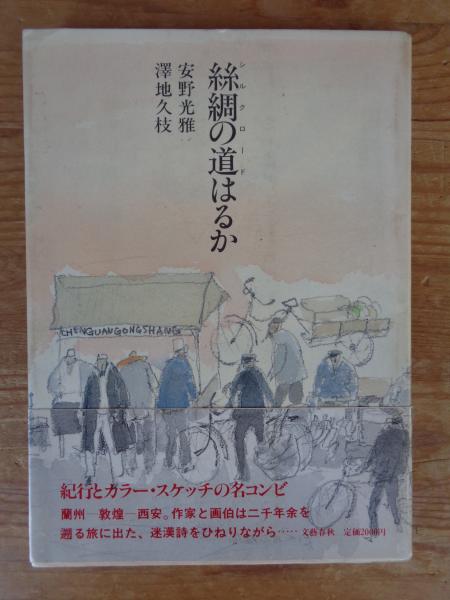 シルクロード
絲綢の道はるか
安野光雅
澤地久枝
CHENGUANGONGSHANG
紀行とカラー・スケッチの名コンビ
蘭州―敦煌―西安。作家と画伯は二千年余を
遡る旅に出た、迷漢詩をひねりながら……文藝春秋 定価2000円